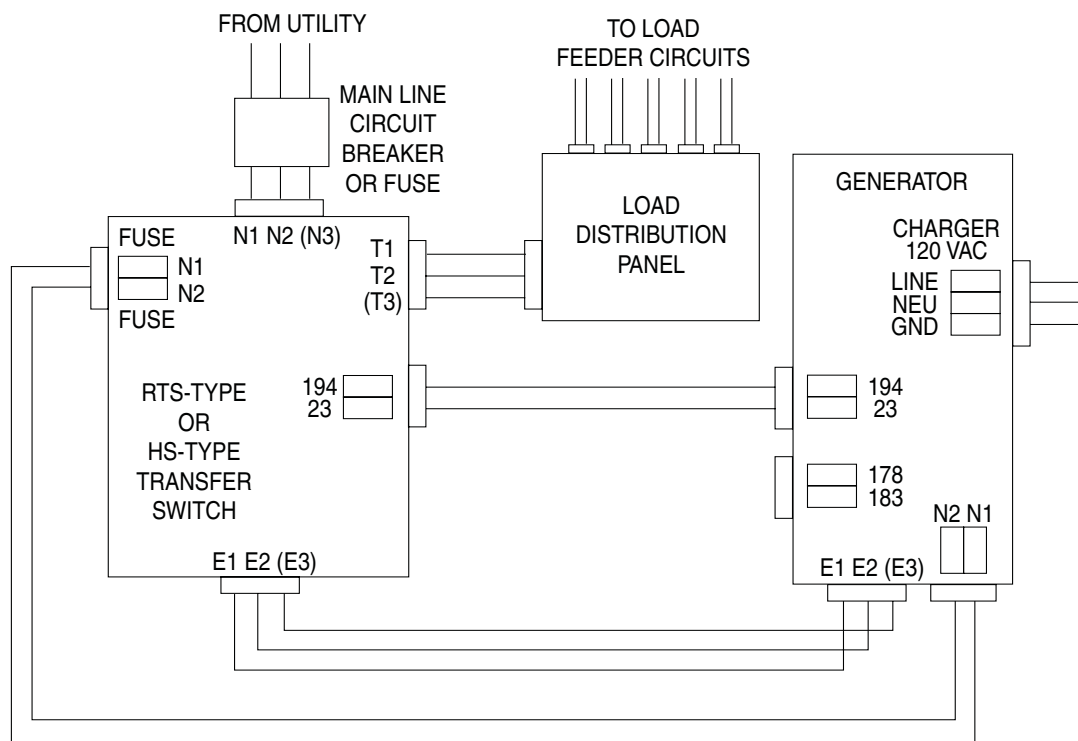 FROM UTILITY
TO LOAD
FEEDER CIRCUITS
MAIN LINE
CIRCUIT
BREAKER
OR FUSE
N1 N2 (N3)
FUSE
N1
N2
FUSE
T1
T2
(T3)
LOAD
DISTRIBUTION
PANEL
GENERATOR
CHARGER
120 VAC
LINE
NEU
GND
RTS-TYPE
OR
HS-TYPE
TRANSFER
SWITCH
194
23
194
23
178
183
N2 N1
E1 E2 (E3)
E1 E2 (E3)